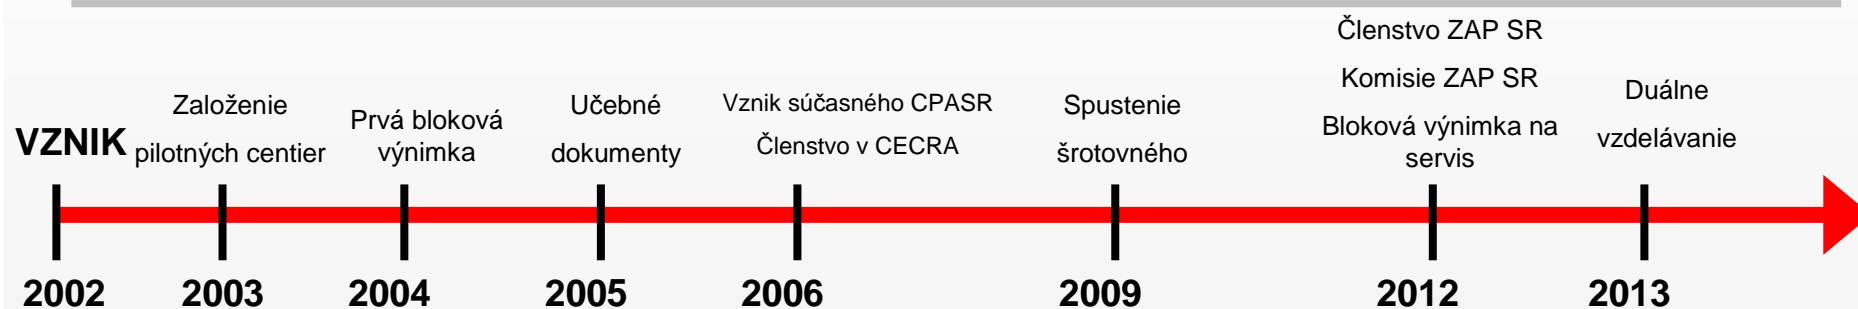 VZNIK
Založenie
pilotných centier
Prvá bloková
výnimka
Učebné
dokumenty
Vznik súčasného CPASR
Členstvo v CECRA
Spustenie
šrotovného
Členstvo ZAP SR
Komisie ZAP SR
Bloková výnimka na
servis
Duálne
vzdelávanie
2002 2003 2004 2005 2006 2009 2012 2013